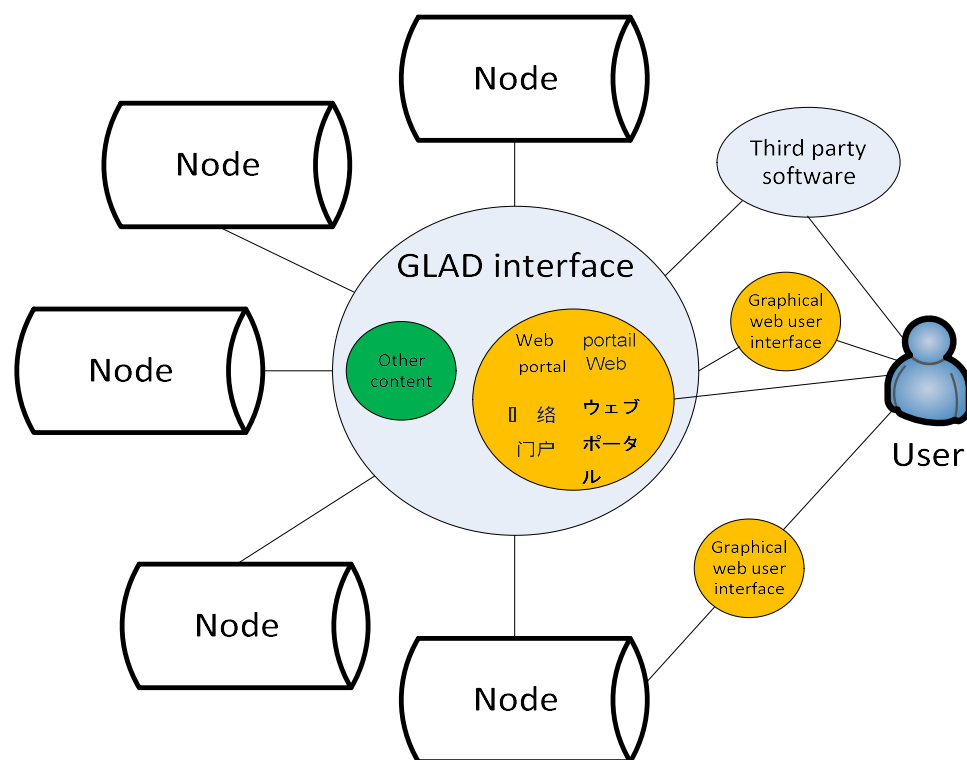 Node
Node
Third party
software
GLAD interface
Graphical
web user
interface
Web
portal
portail
Web
Other
content
Node
络
门户
ウェブ
ポータ
ル
User
Graphical
web user
interface
Node
Node